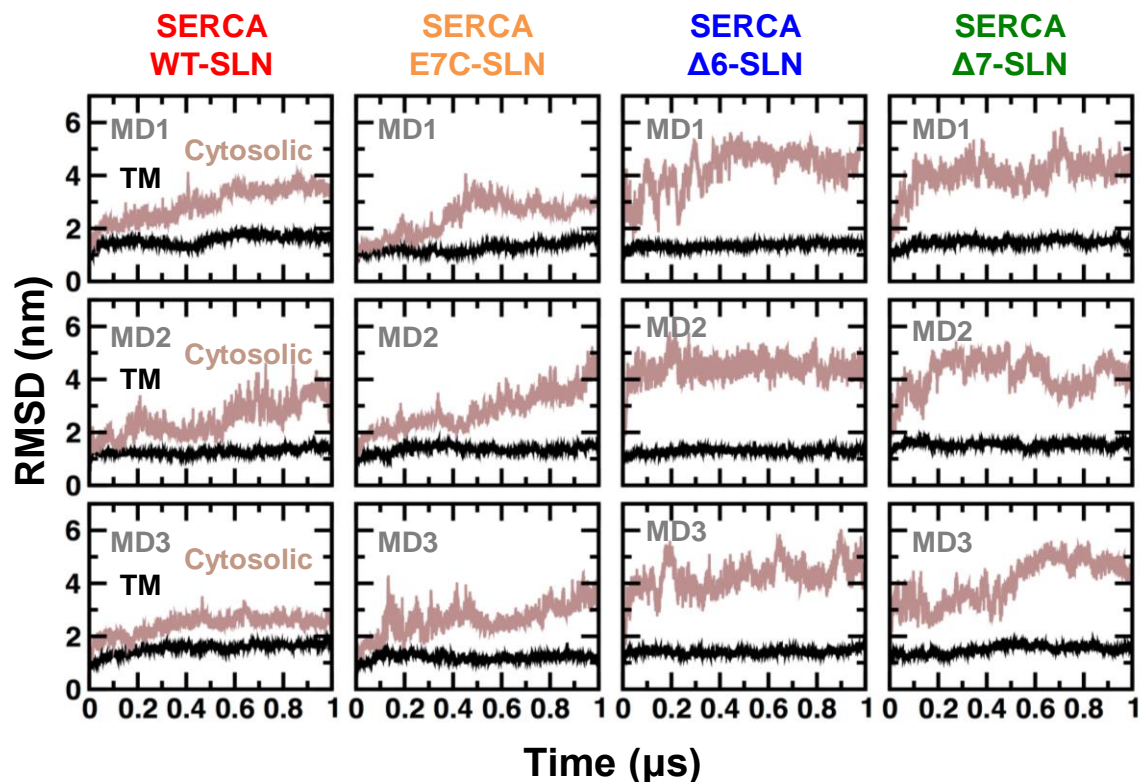 SERCA WT-SLN
SERCA E7C-SLN
SERCA Δ6-SLN
SERCA Δ7-SLN
RMSD (nm)
6
4
2
0
MD1
Cytosolic
TM
MD1
MD1
MD1
6
4
2
0
MD2
Cytosolic
TM
MD2
MD2
MD2
6
4
2
0
MD3
Cytosolic
TM
MD3
MD3
MD3
0 0.2 0.4 0.6 0.8 1
0.2 0.4 0.6 0.8 1
0.2 0.4 0.6 0.8 1
0.2 0.4 0.6 0.8 1
Time (μs)